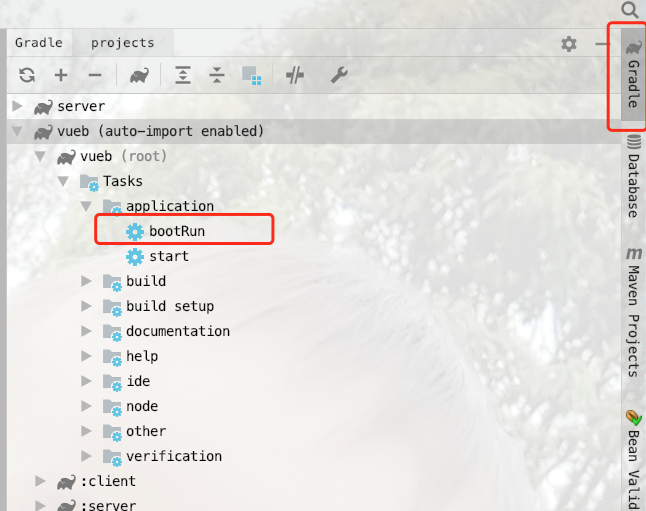 Gradle projects
server
vueb (auto-import enabled)
vueb (root)
Tasks
application
bootRun
start
build
build setup
documentation
help
ide
node
other
verification
:client
:server
Gradle
Database
m Maven Projects
Bean Valid